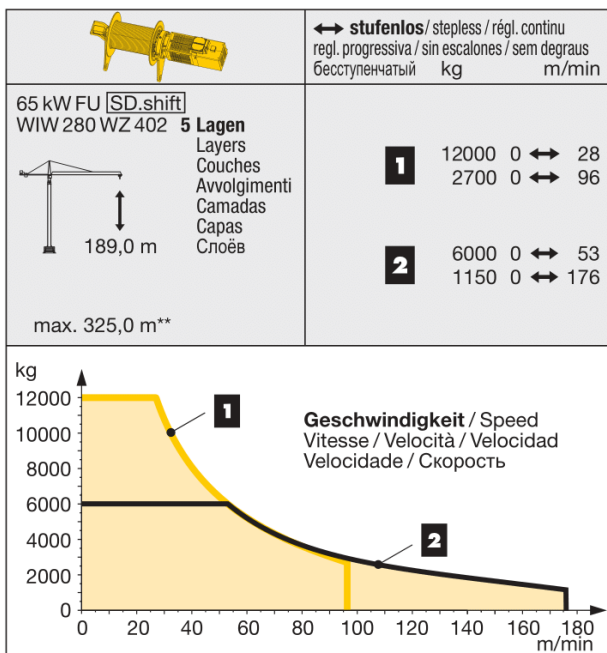 ↔ stufenlos / stepless / régl. continu
regl. progressiva / sin escalones / sem degraus
бесступенчатый kg m/min
65 kW FU SD.shift
WIW 280 WZ 402 5 Lagen
Layers
Couches
Avvolgimenti
Camadas
Capas
Слоёв
189,0 m
max. 325,0 m**
1 12000 0 ↔ 28
2700 0 ↔ 96
2 6000 0 ↔ 53
1150 0 ↔ 176
kg
12000
10000
8000
6000
4000
2000
0
1
2
Geschwindigkeit / Speed
Vitesse / Velocità / Velocidad
Velocidade / Скорость
0 20 40 60 80 100 120 140 160 180
m/min